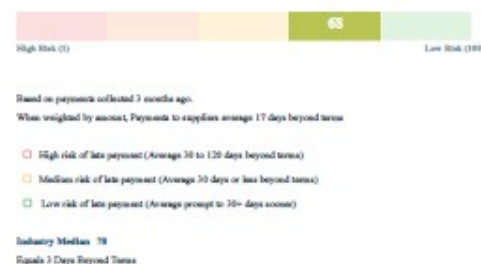 68
High Risk (1)
Low Risk (100
Based on payments collected 3 months ago.
When weighted by amount, Payments to suppliers average 17 days beyond terms
High risk of late payment (Average 30 to 120 days beyond terms)
Medium risk of late payment (Average 30 days or less beyond terms)
Low risk of late payment (Average prompt to 30+ days sooner)
Industry Median 78
Equals 3 Days Beyond Terms